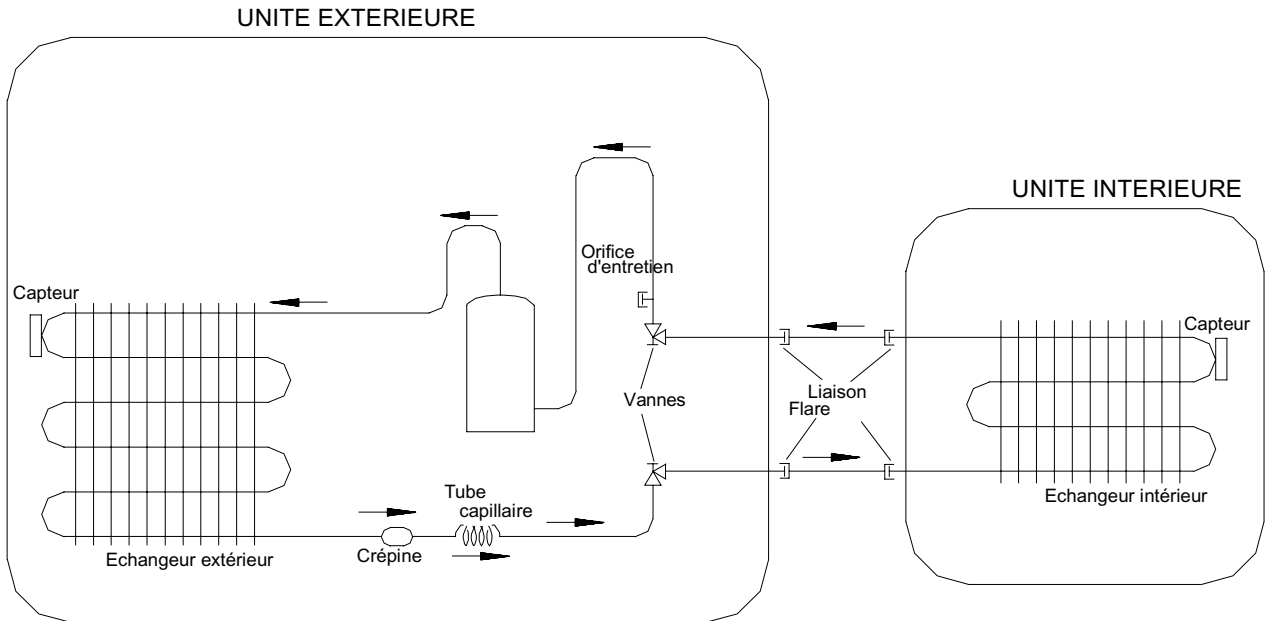 UNITE EXTERIEURE
UNITE INTERIEURE
Orifice
d'entretien
Capteur
Capteur
Vannes
Liaison
Flare
Tube
capillaire
Echangeur intérieur
Crépine
Echangeur extérieur